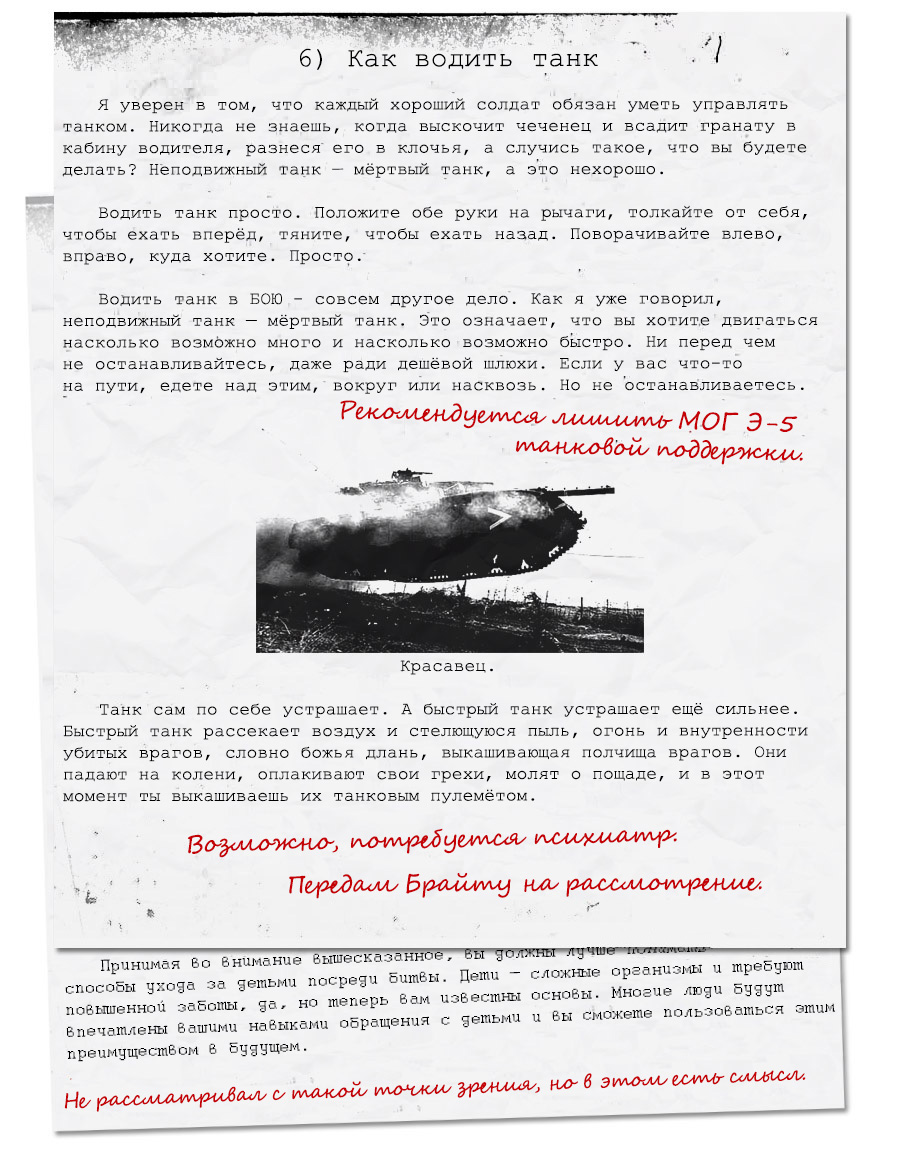 6) Как водить танк
Я уверен в том, что каждый хороший солдат обязан уметь управлять
танком. Никогда не знаешь, когда выскочит чеченец и всадит гранату в
кабину водителя, разнеся его в клочья, а случись такое, что вы будете
делать? Неподвижный танк — мёртвый танк, а это нехорошо.
Водить танк просто. Положите обе руки на рычаги, толкайте от себя,
чтобы ехать вперёд, тяните, чтобы ехать назад. Поворачивайте влево,
вправо, куда хотите. Просто.
Водить танк в БОЮ - совсем другое дело. Как я уже говорил,
неподвижный танк — мёртвый танк. Это означает, что вы хотите двигаться
насколько возможно много и насколько возможно быстро. Ни перед чем
не останавливайтесь, даже ради дешёвой шлюхи. Если у вас что-то
на пути, едете над этим, вокруг или насквозь. Но не останавливаетесь.
Рекомендуется лишить МОГ Э-5
танковой поддержки.
Красавец.
Танк сам по себе устрашает. А быстрый танк устрашает ещё сильнее.
Быстрый танк рассекает воздух и стелющуюся пыль, огонь и внутренности
убитых врагов, словно божья длань, выкашивающая полчища врагов. Они
падают на колени, оплакивают свои грехи, молят о пощаде, и в этот
момент ты выкашиваешь их танковым пулемётом.
Возможно, потребуется психиатр.
Передам Брайту на рассмотрение.
Принимая во внимание вышесказанное, вы должны лучше понимать
способы ухода за детьми посреди битвы. Дети — сложные организмы и требуют
повышенной заботы, да, но теперь вам известны основы. Многие люди будут
впечатлены вашими навыками обращения с детьми и вы сможете пользоваться этим
преимуществом в будущем.
Не рассматривал с такой точки зрения, но в этом есть смысл.